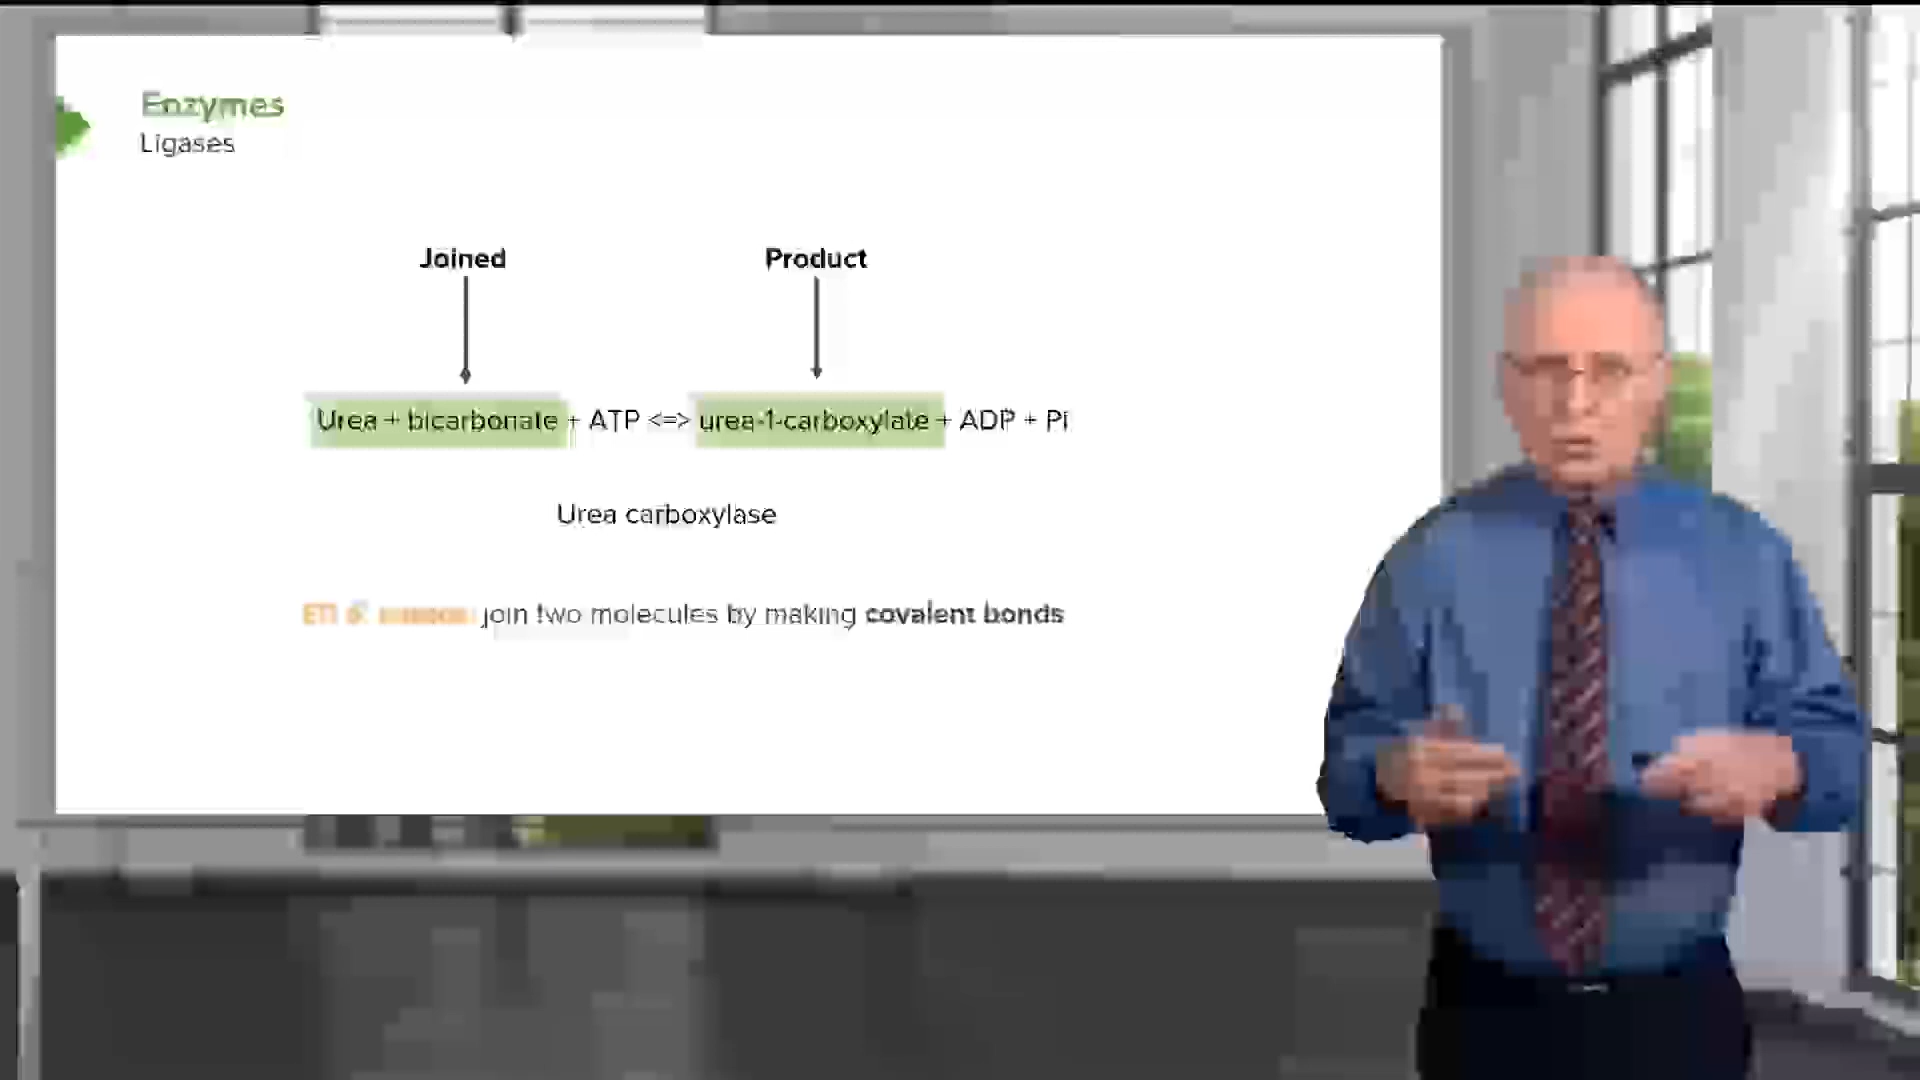 Enzymes
Ligases
Joined
Product
Urea + bicarbonate + ATP <=> urea-1-carboxylate + ADP + Pi
Urea carboxylase
join two molecules by making covalent bonds